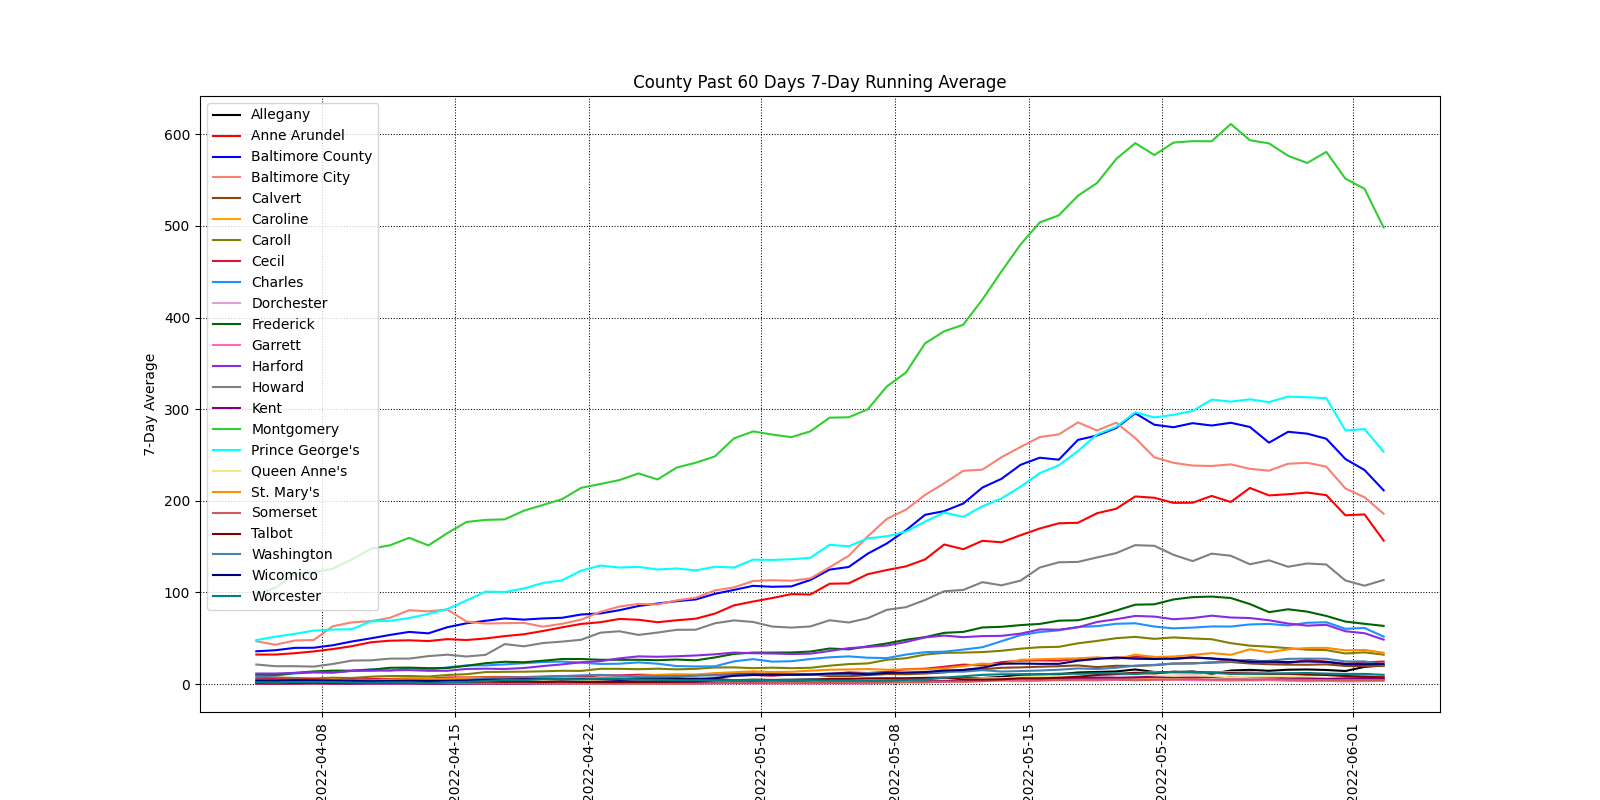 County Past 60 Days 7-Day Running Average
7-Day Average
600
500
400
300
200
100
0
Allegany
Anne Arundel
Baltimore County
Baltimore City
Calvert
Caroline
Caroll
Cecil
Charles
Dorchester
Frederick
Garrett
Harford
Howard
Kent
Montgomery
Prince George's
Queen Anne's
St. Mary's
Somerset
Talbot
Washington
Wicomico
Worcester
2022-04-08
2022-04-15
2022-04-22
2022-05-01
2022-05-08
2022-05-15
2022-05-22
2022-06-01